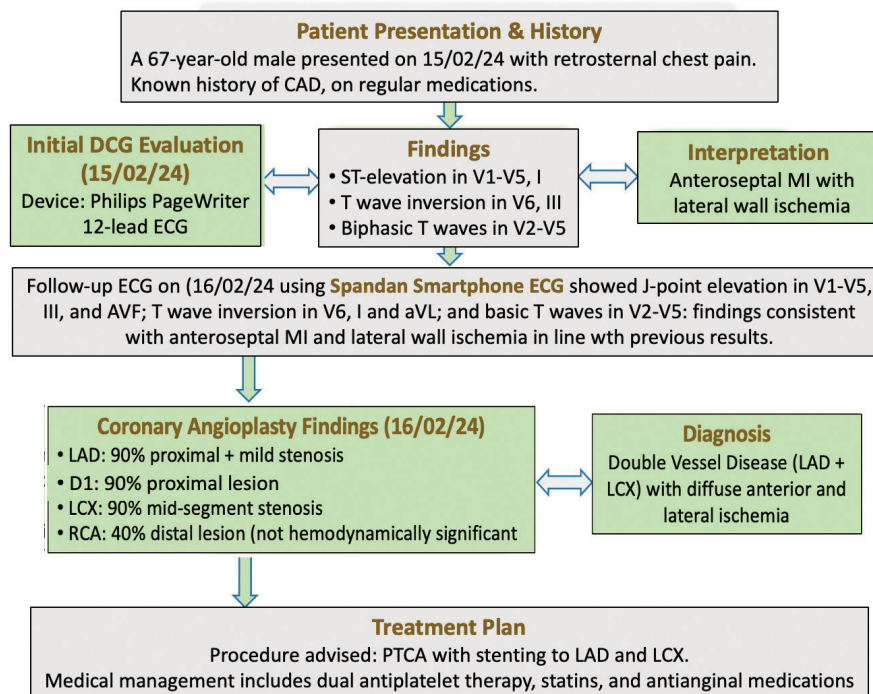 Patient Presentation & History
A 67-year-old male presented on 15/02/24 with retrosternal chest pain.
Known history of CAD, on regular medications.
Initial DCG Evaluation
(15/02/24)
Device: Philips PageWriter
12-lead ECG
Findings
• ST-elevation in V1-V5, I
• T wave inversion in V6, III
• Biphasic T waves in V2-V5
Interpretation
Anteroseptal MI with
lateral wall ischemia
Follow-up ECG on (16/02/24 using Spandan Smartphone ECG showed J-point elevation in V1-V5,
III, and AVF; T wave inversion in V6, I and aVL; and basic T waves in V2-V5: findings consistent
with anteroseptal MI and lateral wall ischemia in line wth previous results.
Coronary Angioplasty Findings (16/02/24)
• LAD: 90% proximal + mild stenosis
• D1: 90% proximal lesion
• LCX: 90% mid-segment stenosis
• RCA: 40% distal lesion (not hemodynamically significant
Diagnosis
Double Vessel Disease (LAD +
LCX) with diffuse anterior and
lateral ischemia
Treatment Plan
Procedure advised: PTCA with stenting to LAD and LCX.
Medical management includes dual antiplatelet therapy, statins, and antianginal medications